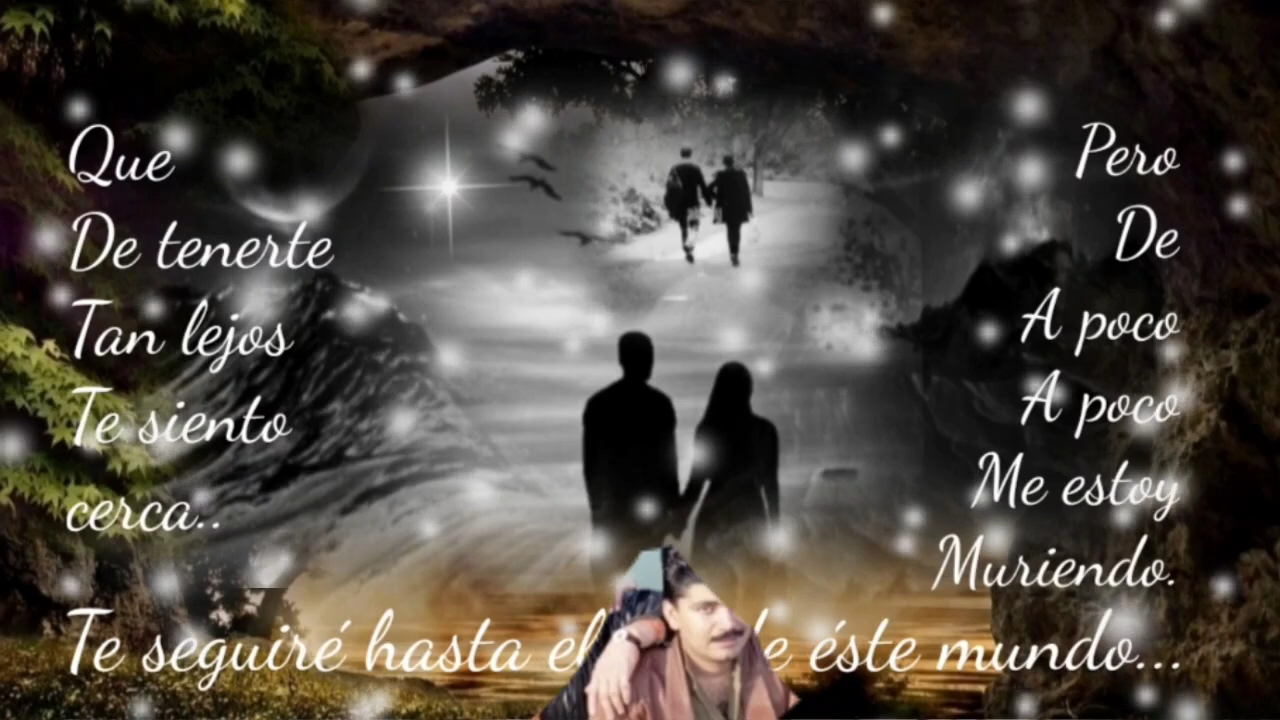 Que
De tenerte
Tan lejos
Te siento
cerca..
Pero
De
A poco
A poco
Me estoy
Muriendo.
Te seguiré hasta el éste mundo...